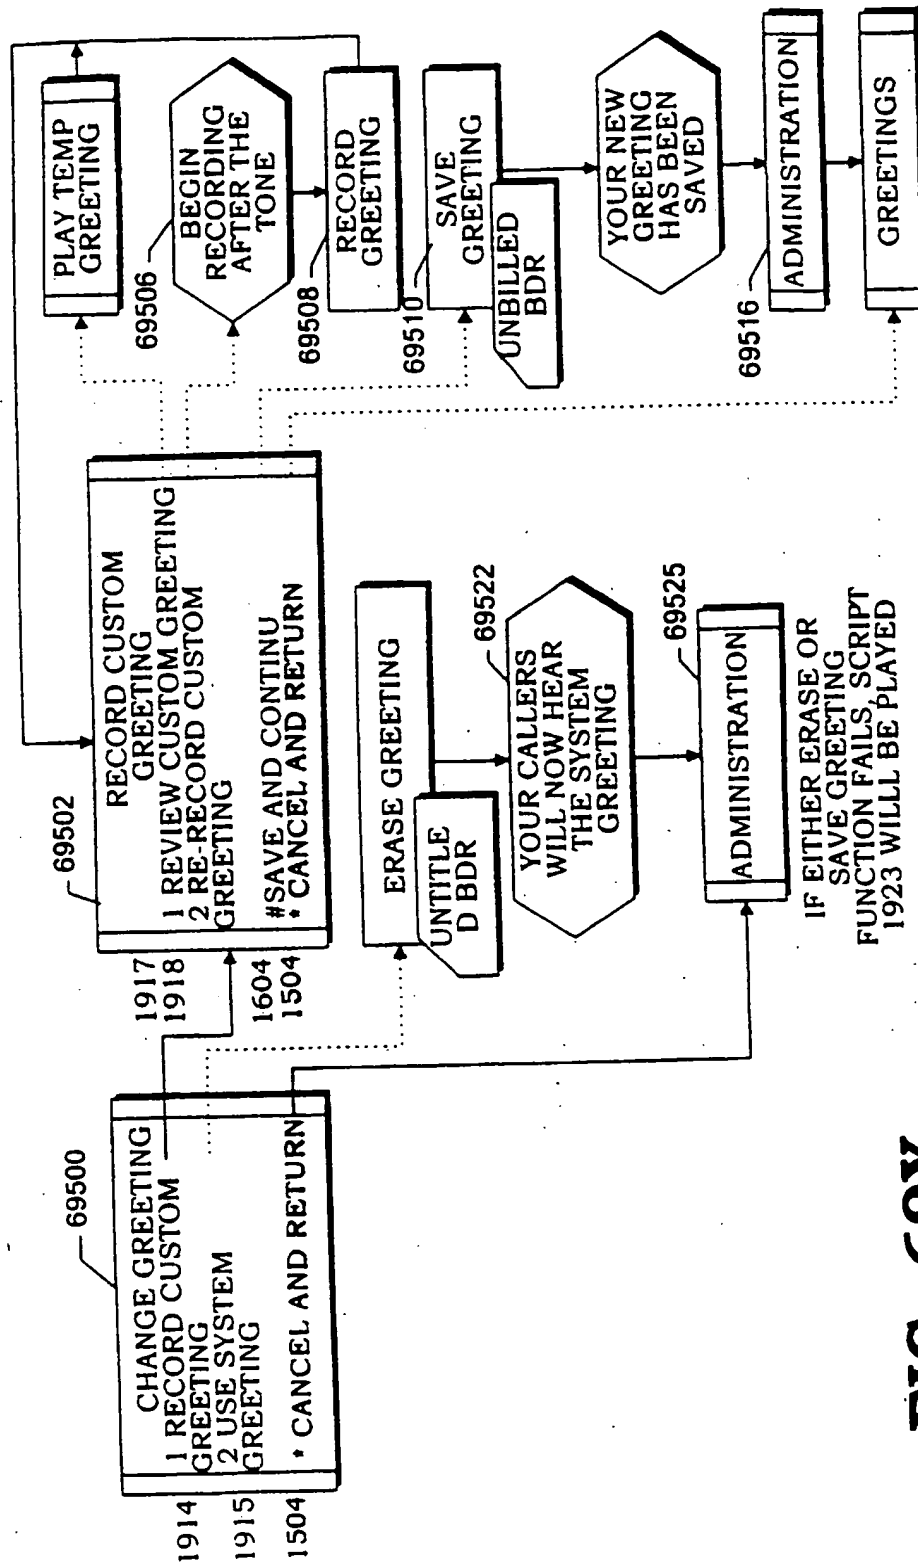 69500
CHANGE GREETING
1914
1 RECORD CUSTOM
GREETING
1915
2 USE SYSTEM
GREETING
1504
* CANCEL AND RETURN
69502
RECORD CUSTOM
GREETING
1917
1 REVIEW CUSTOM GREETING
1918
2 RE-RECORD CUSTOM
GREETING
1604
#SAVE AND CONTINU
1504
* CANCEL AND RETURN
ERASE GREETING
UNTITLE
D BDR
69522
YOUR CALLERS
WILL NOW HEAR
THE SYSTEM
GREETING
69525
ADMINISTRATION
IF EITHER ERASE OR
SAVE GREETING
FUNCTION FAILS, SCRIPT
1923 WILLL BE PLAYED
PLAY TEMP
GREETING
69506
BEGIN
RECORDING
AFTER THE
TONE
69508
RECORD
GREETING
69510
SAVE
GREETING
UNBILLED
BDR
YOUR NEW
GREETING
HAS BEEN
SAVED
69516
ADMINISTRATION
GREETINGS